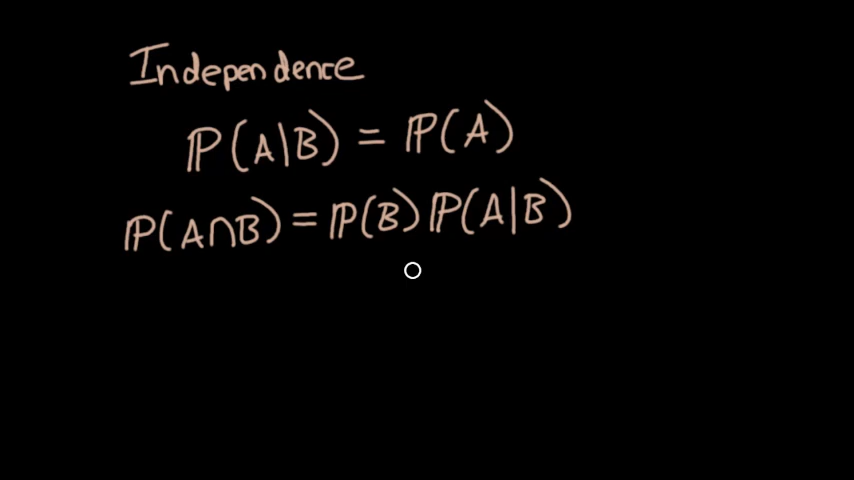 Independence
ℙ(A|B) = ℙ(A)
ℙ(A∩B) = ℙ(B) ℙ(A|B)